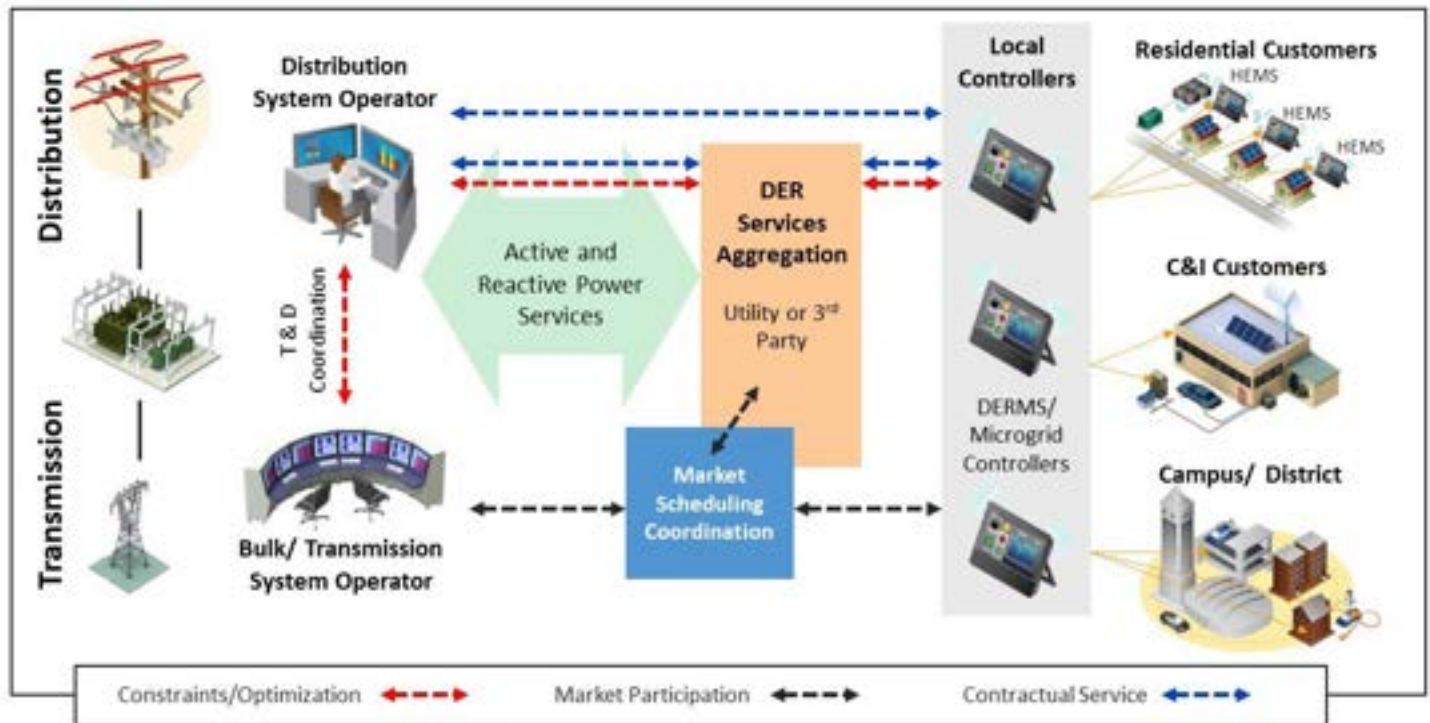 Distribution
Transmission
Distribution
System Operator
T & D
Coordination
Bulk/ Transmission
System Operator
Active and
Reactive Power
Services
DER
Services
Aggregation
Utility or 3rd
Party
Market
Scheduling
Coordination
Local
Controllers
DERMS/
Microgrid
Controllers
Residential Customers
HEMS
HEMS
HEMS
C&I Customers
Campus/ District
Constraints/Optimization
Market Participation
Contractual Service